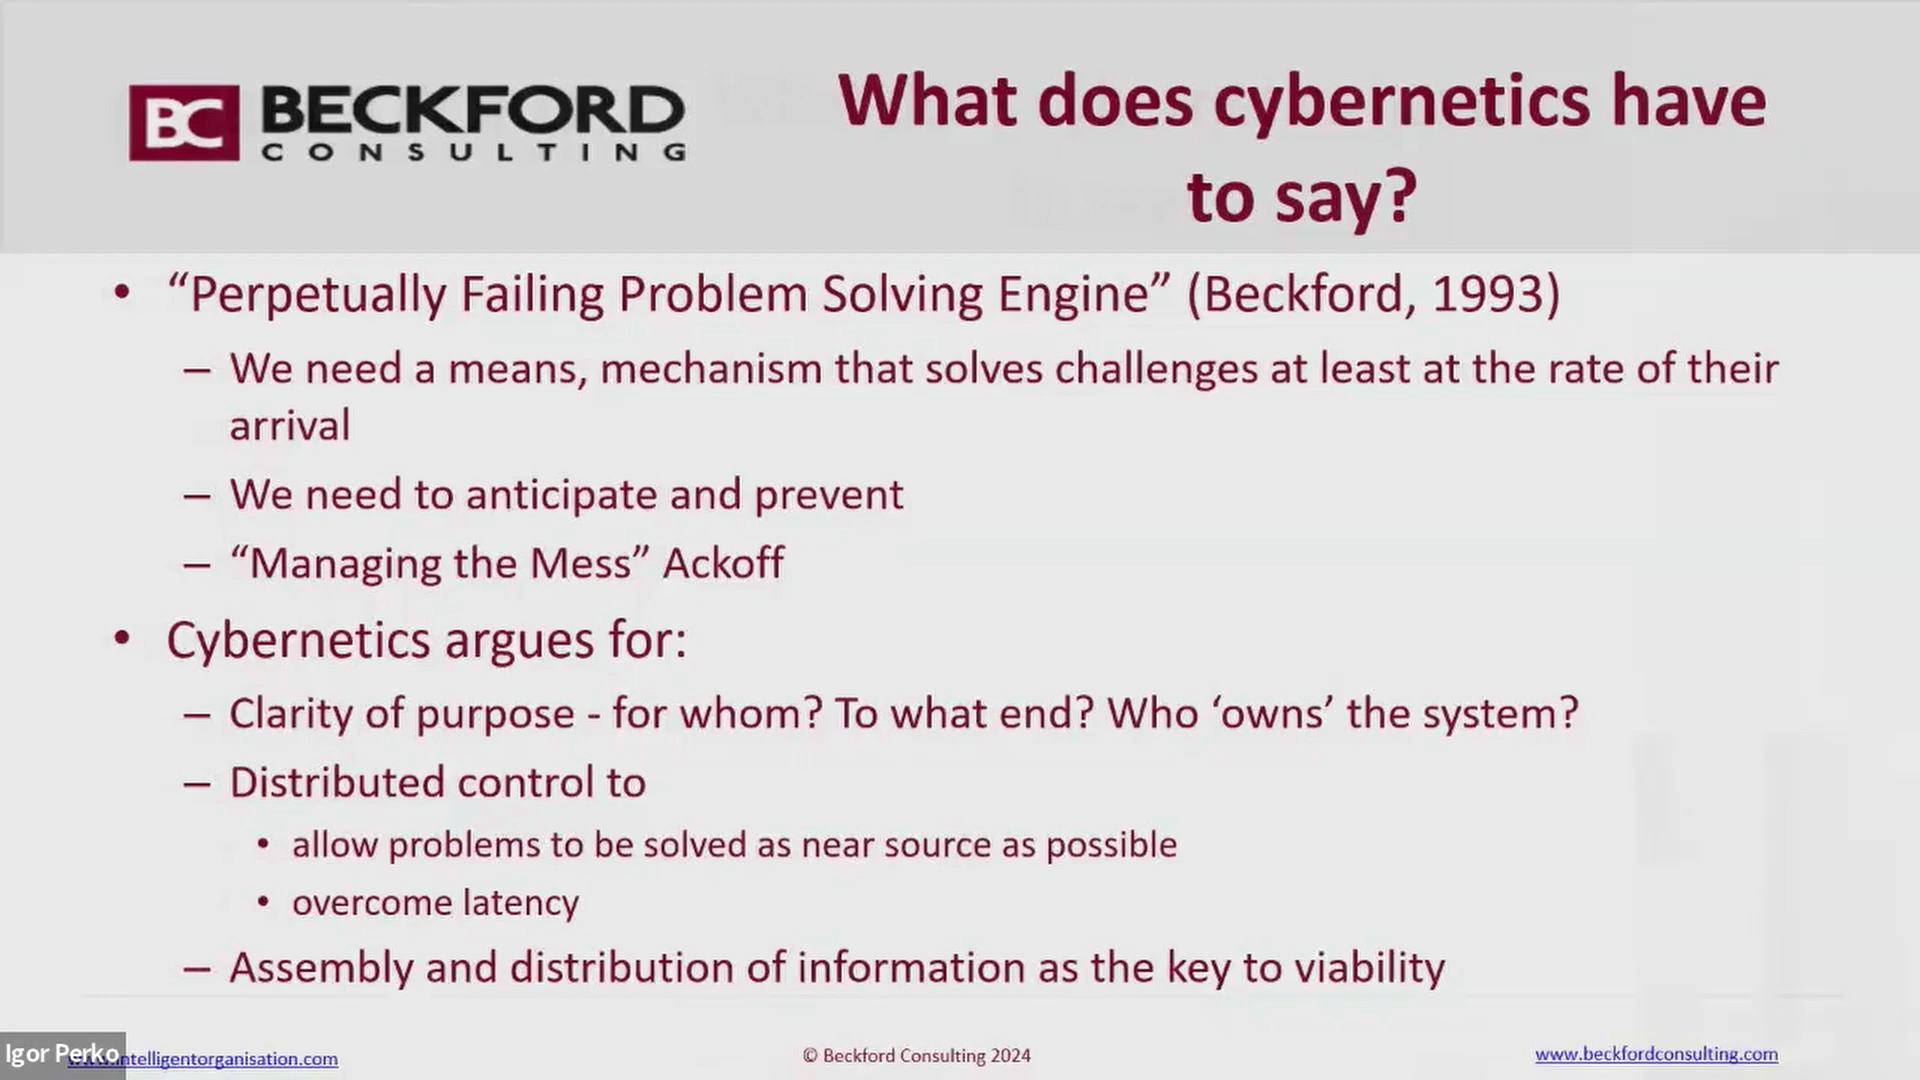 BC BECKFORD
CONSULTING
What does cybernetics have
to say?
• “Perpetually Failing Problem Solving Engine” (Beckford, 1993)
– We need a means, mechanism that solves challenges at least at the rate of their
arrival
– We need to anticipate and prevent
– “Managing the Mess” Ackoff
• Cybernetics argues for:
– Clarity of purpose - for whom? To what end? Who ‘owns’ the system?
– Distributed control to
• allow problems to be solved as near source as possible
• overcome latency
– Assembly and distribution of information as the key to viability
Igor Perko
intelligentorganisation.com
© Beckford Consulting 2024
www.beckfordconsulting.com